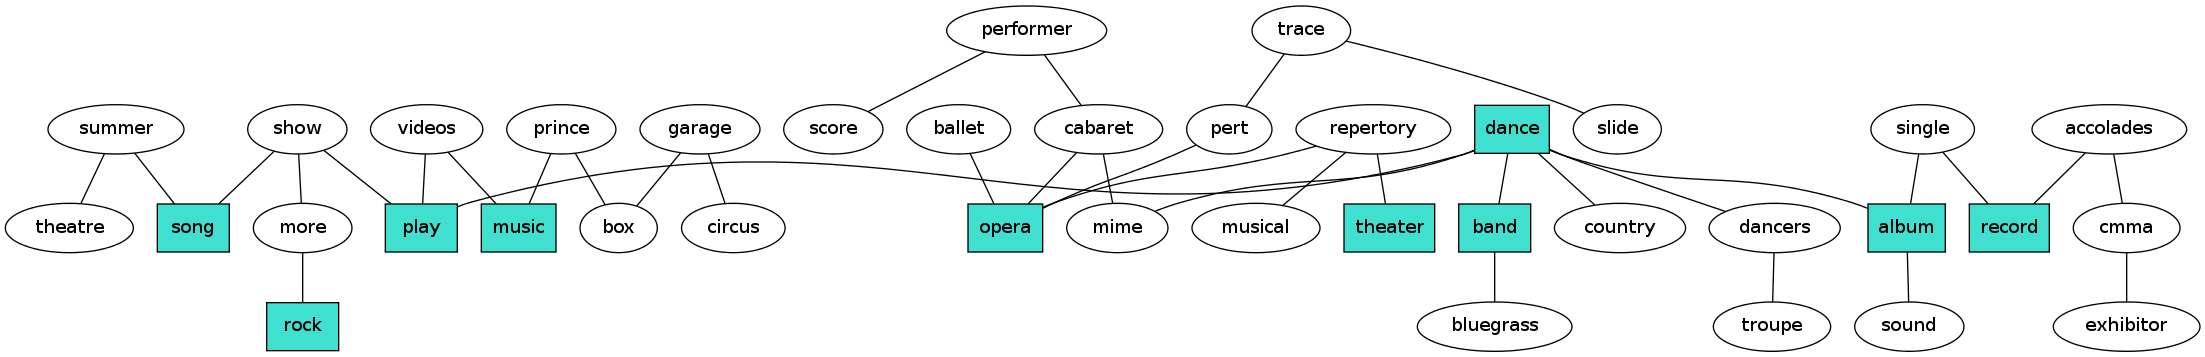 performer
trace
summer
show
videos
prince
garage
score
ballet
cabaret
pert
repertory
dance
slide
single
accolades
theatre
song
more
play
music
box
circus
opera
mime
musical
theater
band
country
dancers
album
record
cmma
rock
bluegrass
troupe
sound
exhibitor